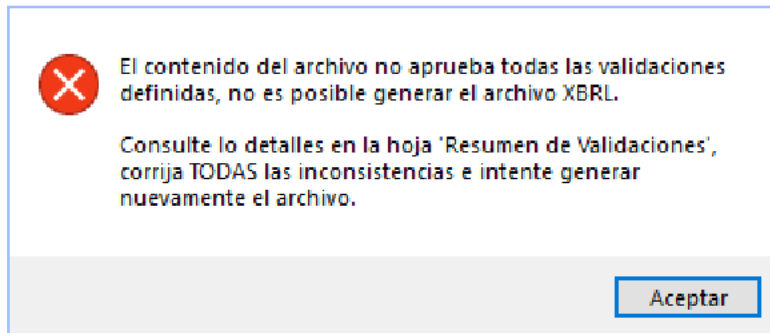 El contenido del archivo no aprueba todas las validaciones
definidas, no es posible generar el archivo XBRL.
Consulte lo detalles en la hoja 'Resumen de Validaciones',
corrija TODAS las inconsistencias e intente generar
nuevamente el archivo.
Aceptar